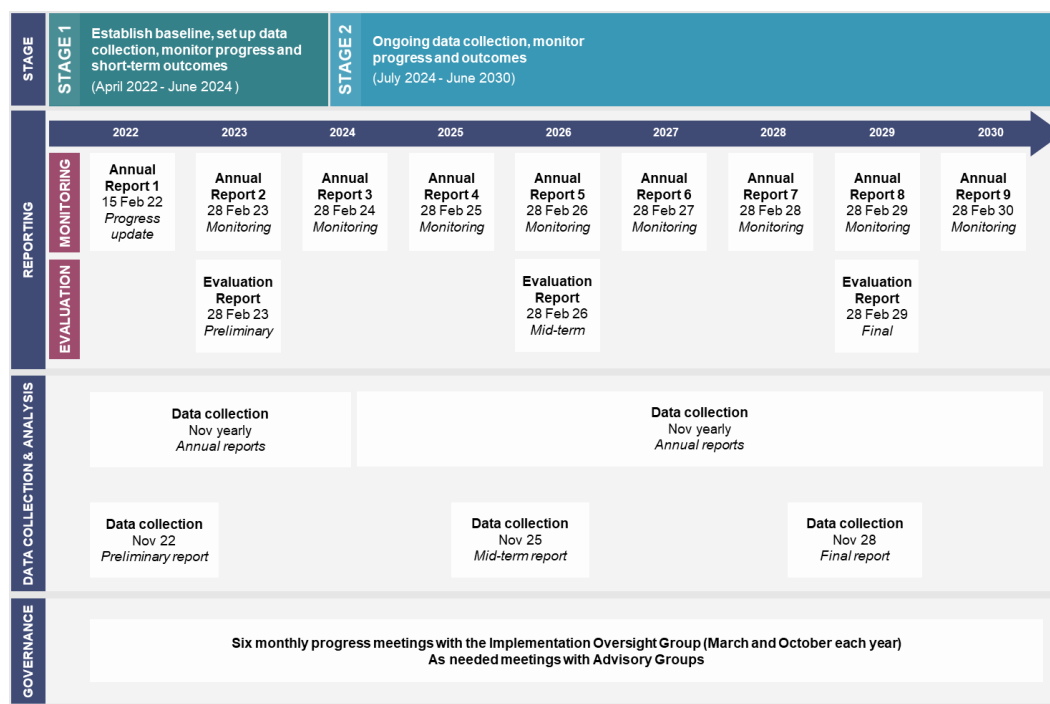 STAGE
STAGE 1
Establish baseline, set up data
collection, monitor progress and
short-term outcomes
(April 2022 - June 2024 )
STAGE 2
Ongoing data collection, monitor
progress and outcomes
(July 2024 - June 2030)
REPORTING
2022 2023 2024 2025 2026 2027 2028 2029 2030
MONITORING
Annual
Report 1
15 Feb 22
Progress
update
Annual
Report 2
28 Feb 23
Monitoring
Annual
Report 3
28 Feb 24
Monitoring
Annual
Report 4
28 Feb 25
Monitoring
Annual
Report 5
28 Feb 26
Monitoring
Annual
Report 6
28 Feb 27
Monitoring
Annual
Report 7
28 Feb 28
Monitoring
Annual
Report 8
28 Feb 29
Monitoring
Annual
Report 9
28 Feb 30
Monitoring
EVALUATION
Evaluation
Report
28 Feb 23
Preliminary
Evaluation
Report
28 Feb 26
Mid-term
Evaluation
Report
28 Feb 29
Final
DATA COLLECTION & ANALYSIS
Data collection
Nov yearly
Annual reports
Data collection
Nov yearly
Annual reports
Data collection
Nov 22
Preliminary report
Data collection
Nov 25
Mid-term report
Data collection
Nov 28
Final report
GOVERNANCE
Six monthly progress meetings with the Implementation Oversight Group (March and October each year)
As needed meetings with Advisory Groups